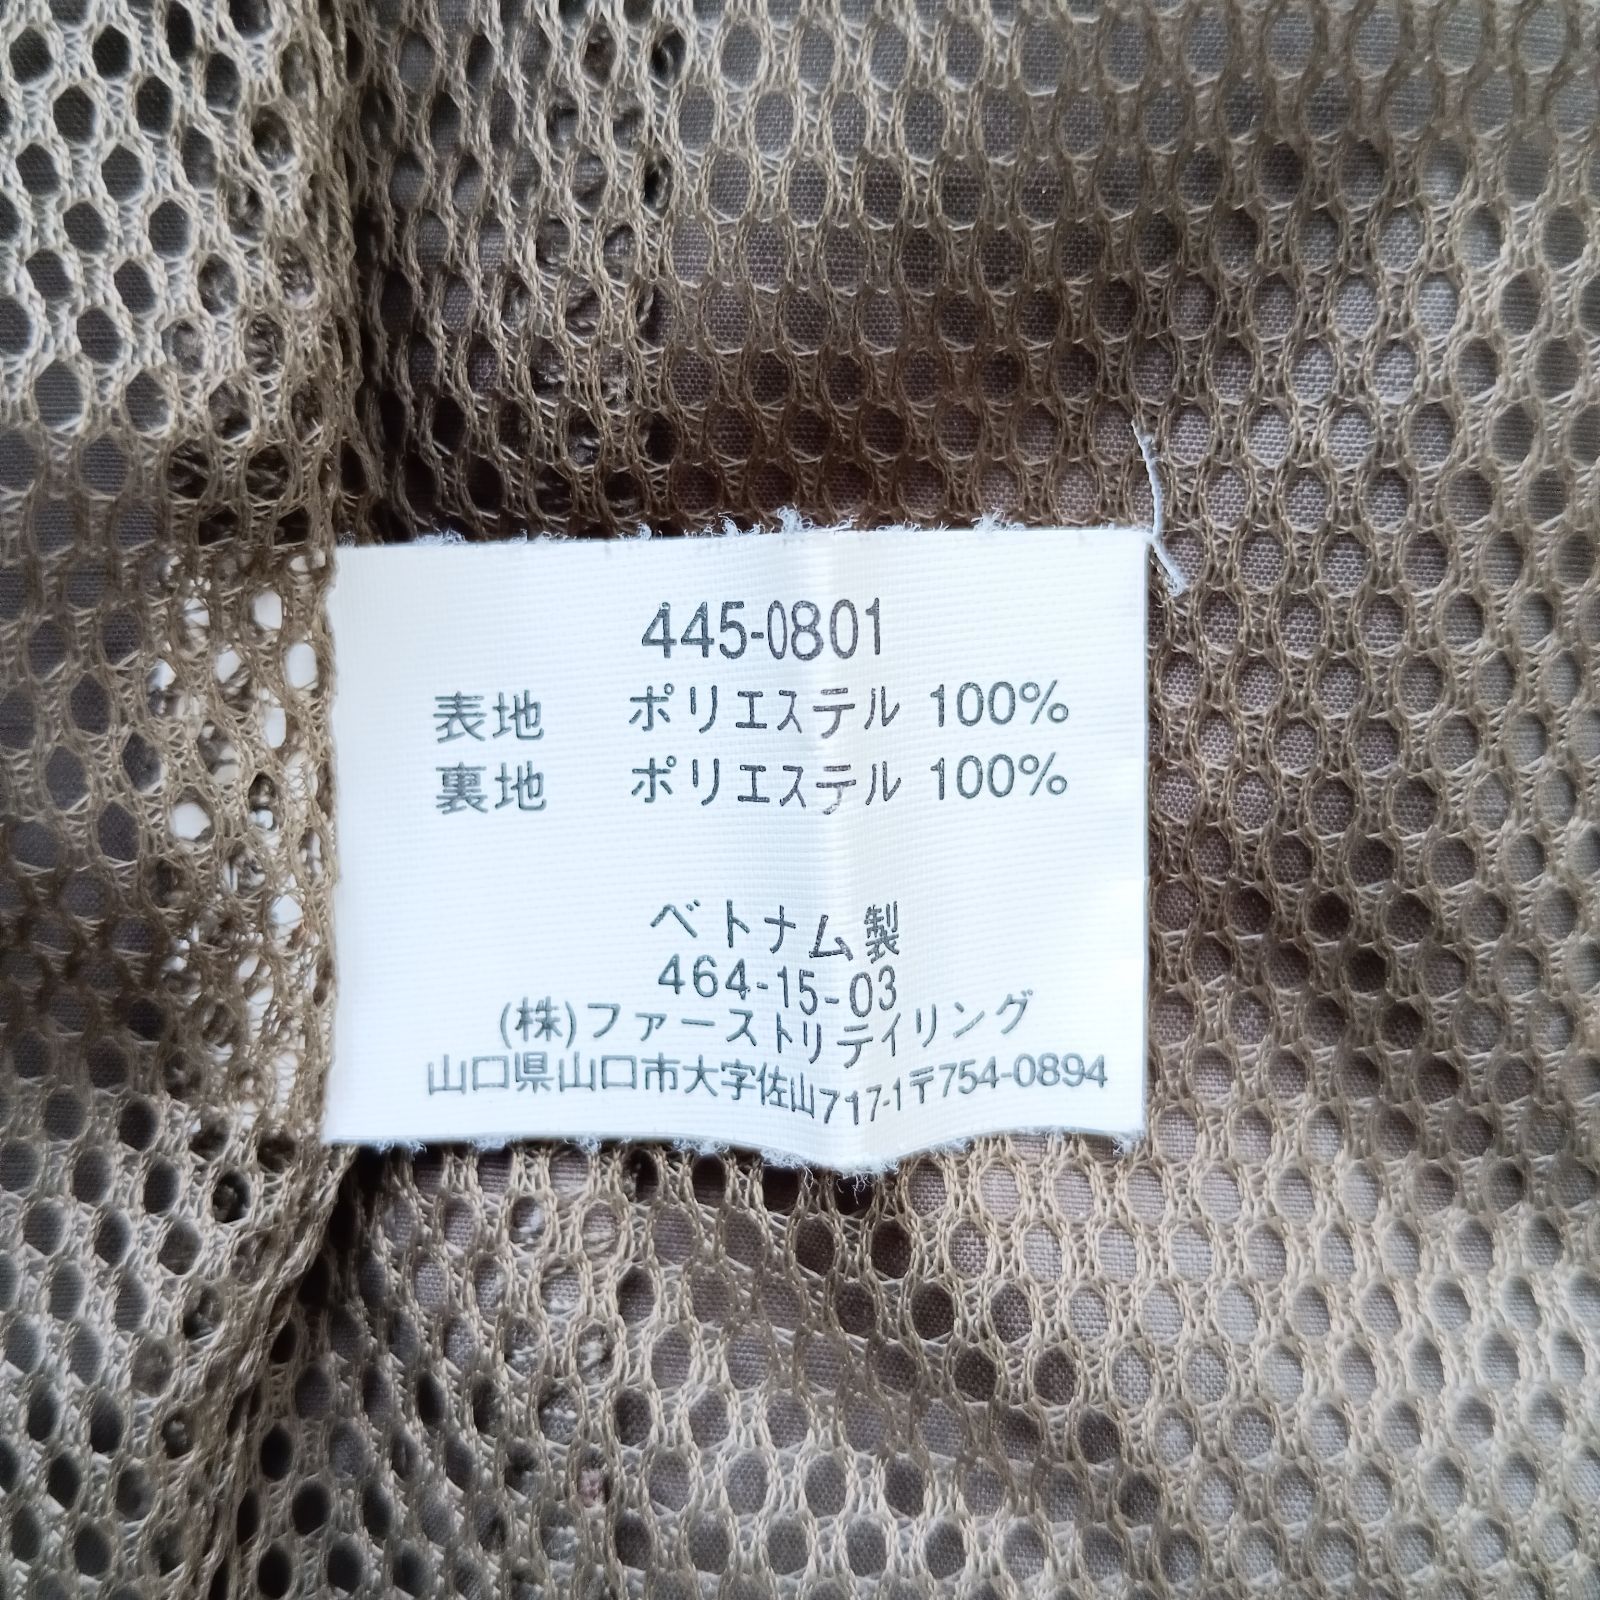 445-0801
表地 ポリエステル 100%
裏地 ポリエステル 100%
ベトナム製
464-15-03
(株)ファーストリテイリング
山口県山口市大字佐山717-1〒754-0894